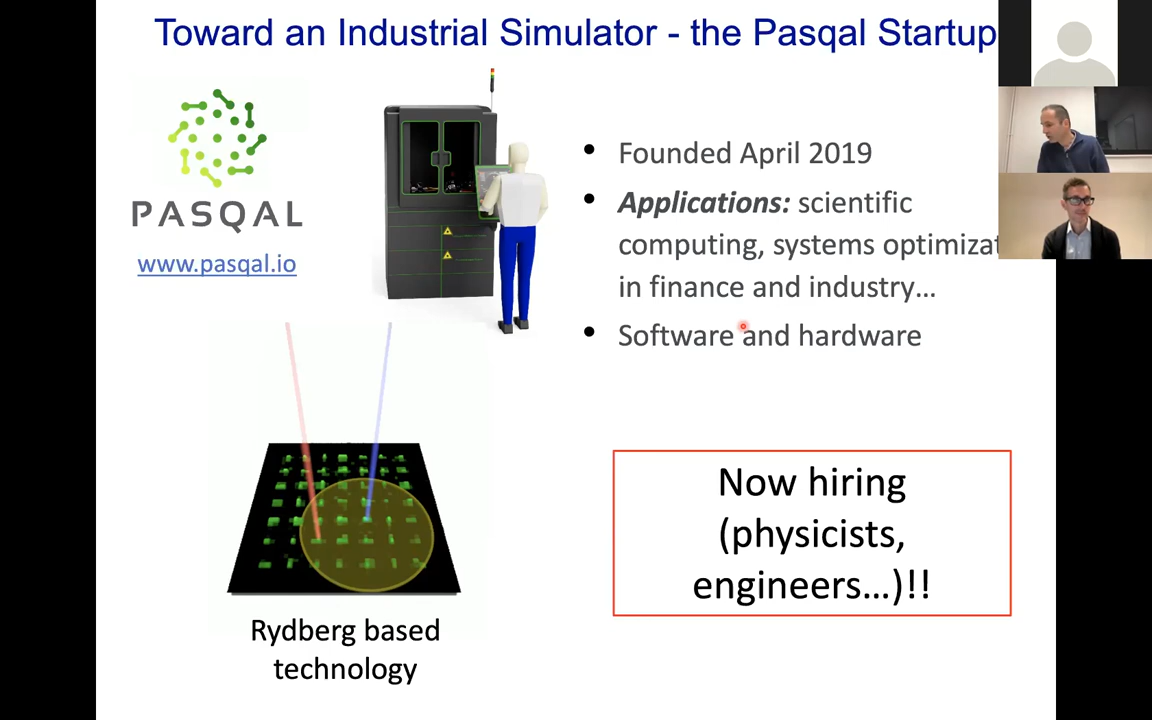 Toward an Industrial Simulator - the Pasqal Startup
PASQAL
www.pasqal.io
• Founded April 2019
• Applications: scientific
computing, systems optimizat
in finance and industry…
• Software and hardware
Now hiring
(physicists,
engineers…)!!
Rydberg based
technology